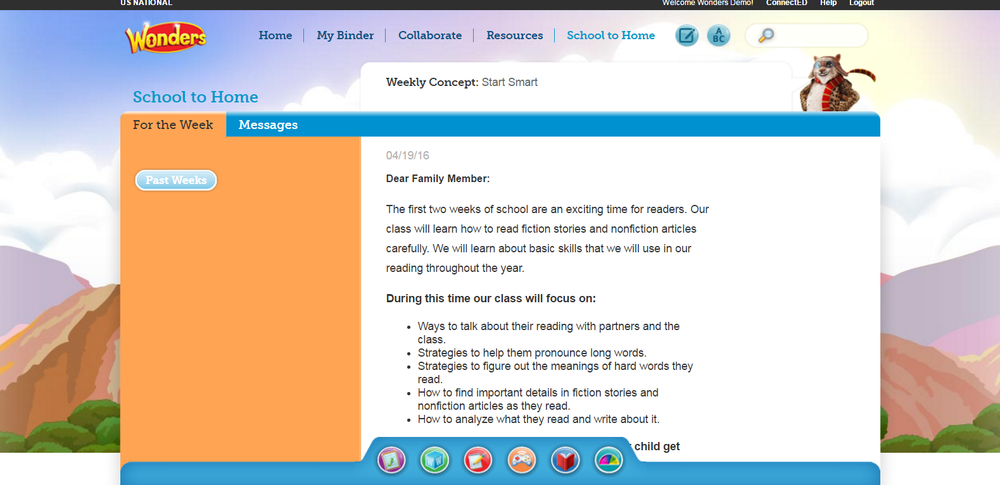 US NATIONAL
Welcome Wonders Demo! ConnectED Help Logout
Wonders
Home My Binder Collaborate Resources School to Home
A
BC
Weekly Concept: Start Smart
School to Home
For the Week Messages
Past Weeks
04/19/16
Dear Family Member:
The first two weeks of school are an exciting time for readers. Our
class will learn how to read fiction stories and nonfiction articles
carefully. We will learn about basic skills that we will use in our
reading throughout the year.
During this time our class will focus on:
• Ways to talk about their reading with partners and the
class.
• Strategies to help them pronounce long words.
• Strategies to figure out the meanings of hard words they
read.
• How to find important details in fiction stories and
nonfiction articles as they read.
• How to analyze what they read and write about it.
child get
W W